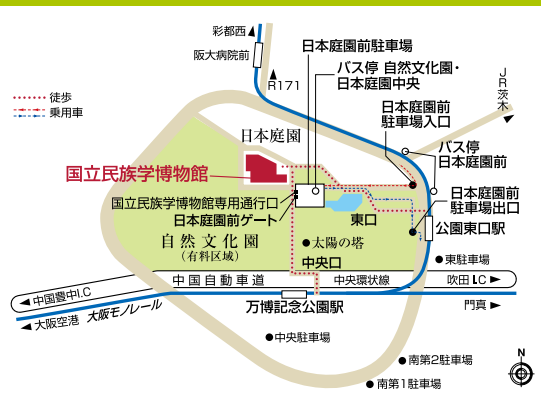 彩都西
阪大病院前
R171
日本庭園前駐車場
バス停 自然文化園・
日本庭園中央
JR茨木
徒歩
乗用車
日本庭園前
駐車場入口
日本庭園
バス停
日本庭園前
国立民族学博物館
国立民族学博物館専用通行口
日本庭園前ゲート
日本庭園前
駐車場出口
東口
公園東口駅
自然文化園
(有料区域)
太陽の塔
中央口
東駐車場
中国自動車道
中央環状線
吹田I.C
中国豊中I.C
大阪空港
大阪モノレール
万博記念公園駅
門真
中央駐車場
南第2駐車場
南第1駐車場
N